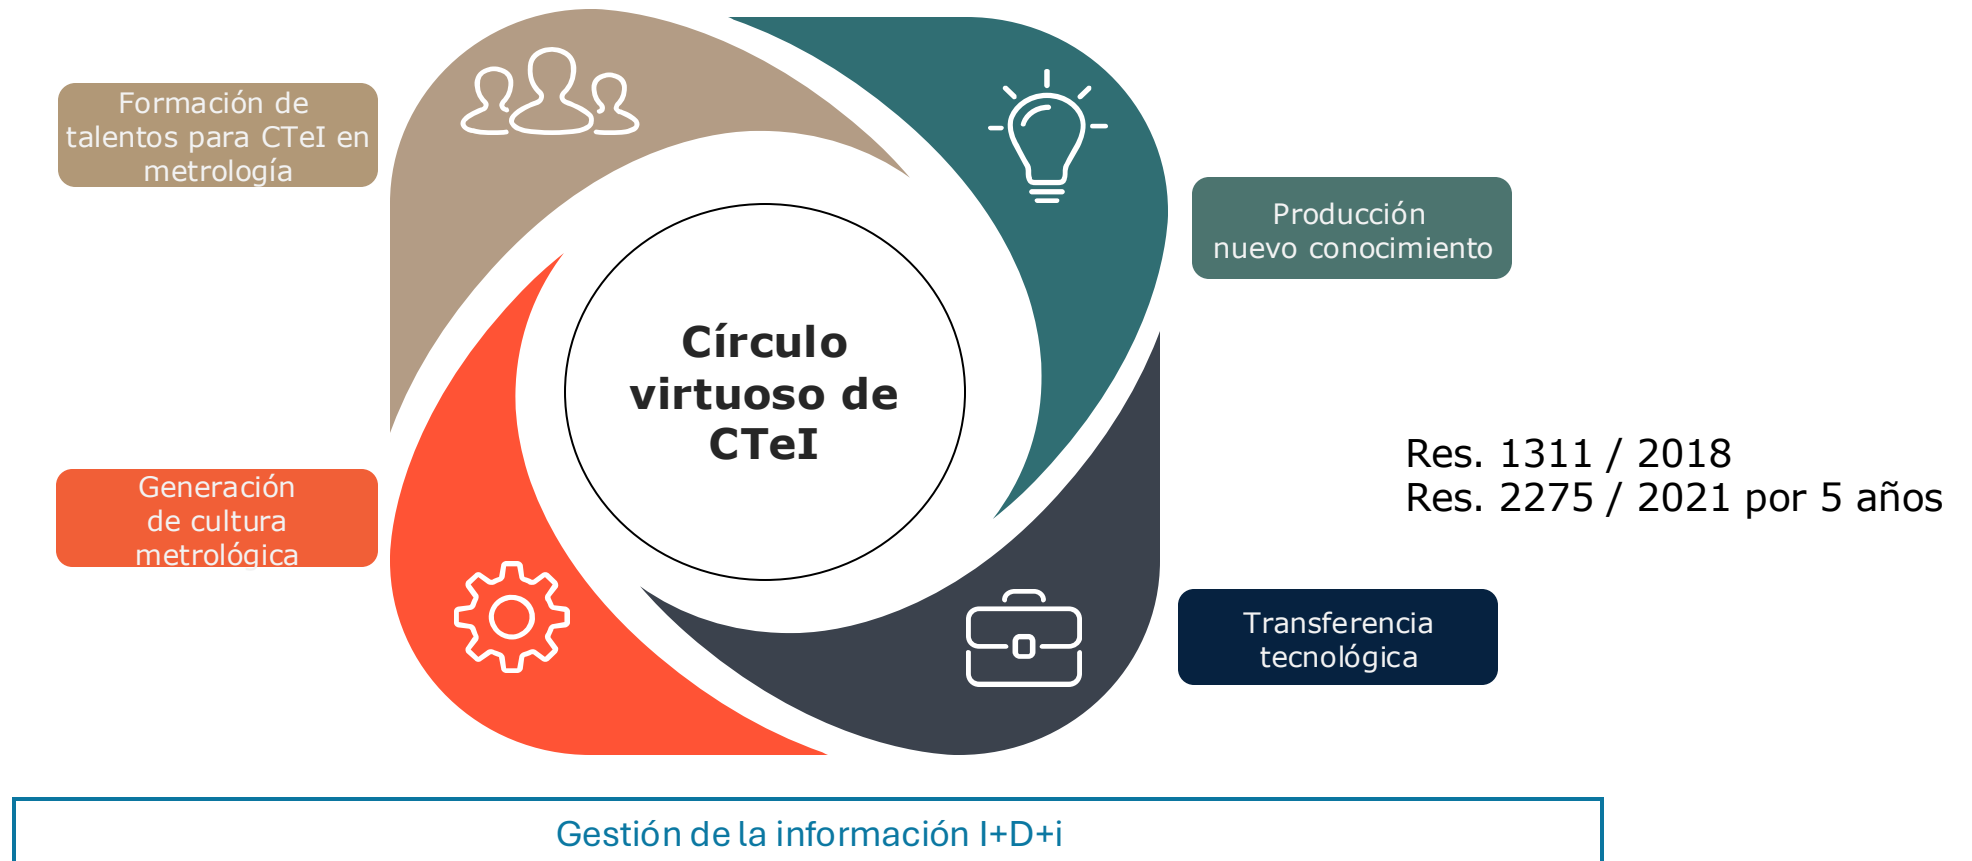 Formación de
talentos para CTeI en
metrología
Producción
nuevo conocimiento
Círculo
virtuoso de
CTeI
Res. 1311 / 2018
Res. 2275 / 2021 por 5 años
Generación
de cultura
metrológica
Transferencia
tecnológica
Gestión de la información I+D+i